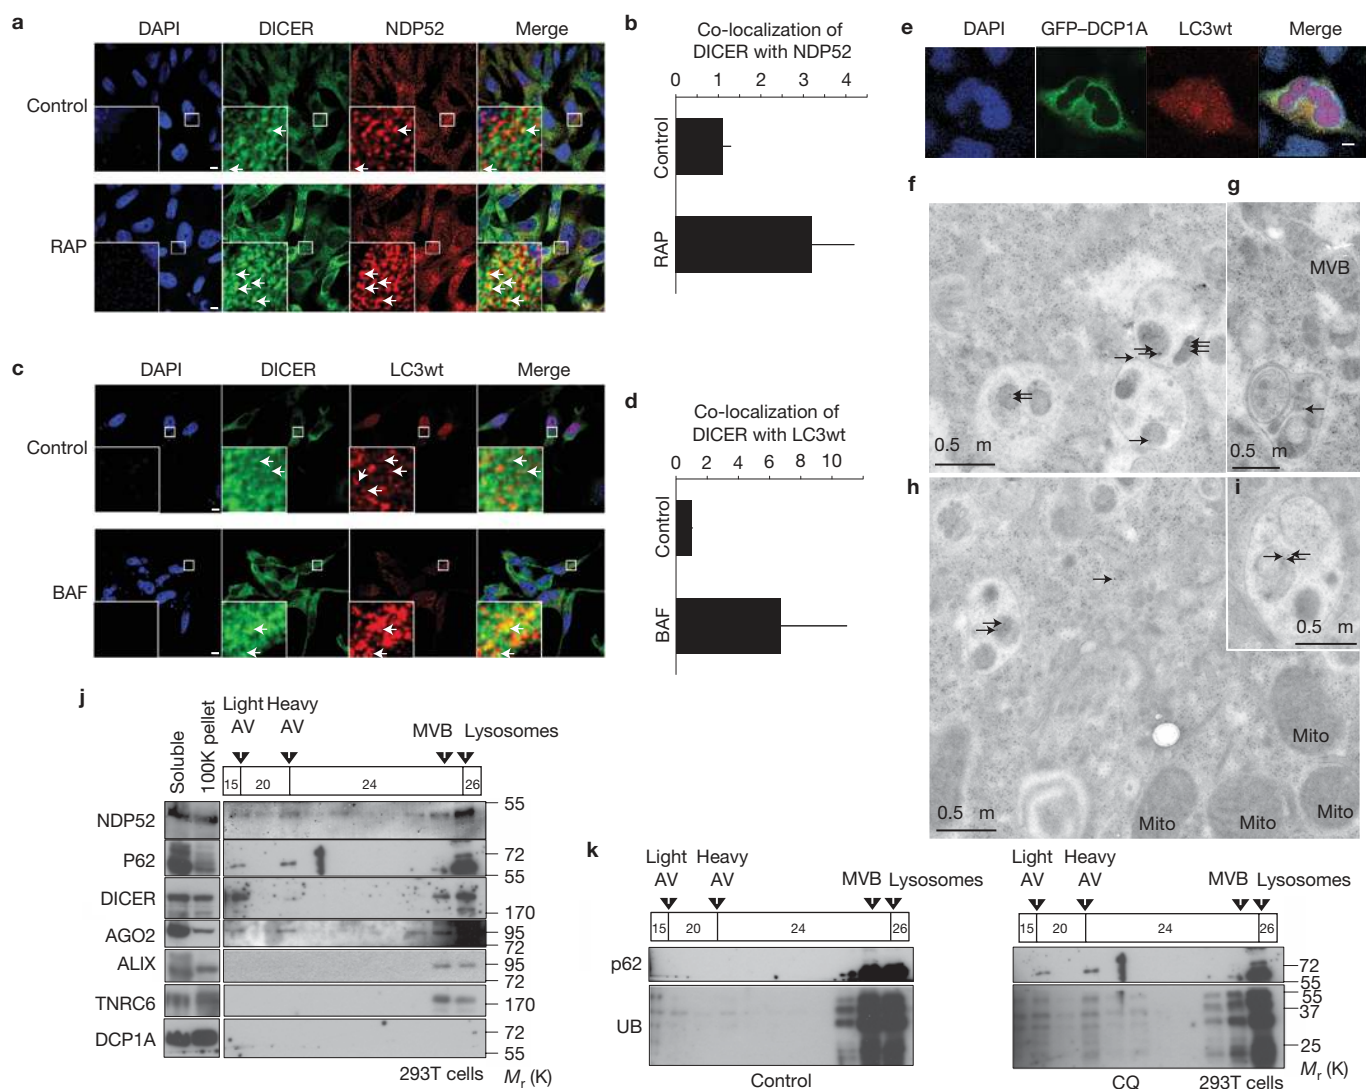 a
DAPI DICER NDP52 Merge
Control
RAP
b
Co-localization of
DICER with NDP52
0 1 2 3 4
Control
RAP
c
DAPI DICER LC3wt Merge
Control
BAF
d
Co-localization of
DICER with LC3wt
0 2 4 6 8 10
Control
BAF
e
DAPI GFP–DCP1A LC3wt Merge
f
0.5 m
g
MVB
0.5 m
h
0.5 m
Mito
Mito
Mito
Mito
i
0.5 m
j
Soluble
100K pellet
Light Heavy
AV AV MVB Lysosomes
15 20 24 26
NDP52
55
P62
72
55
DICER
170
AGO2
95
72
ALIX
95
72
TNRC6
170
DCP1A
72
55
293T cells
Mr (K)
k
Light Heavy
AV AV MVB Lysosomes
15 20 24 26
p62
UB
Control
Light Heavy
AV AV MVB Lysosomes
15 20 24 26
72
55
55
37
25
CQ 293T cells
Mr (K)